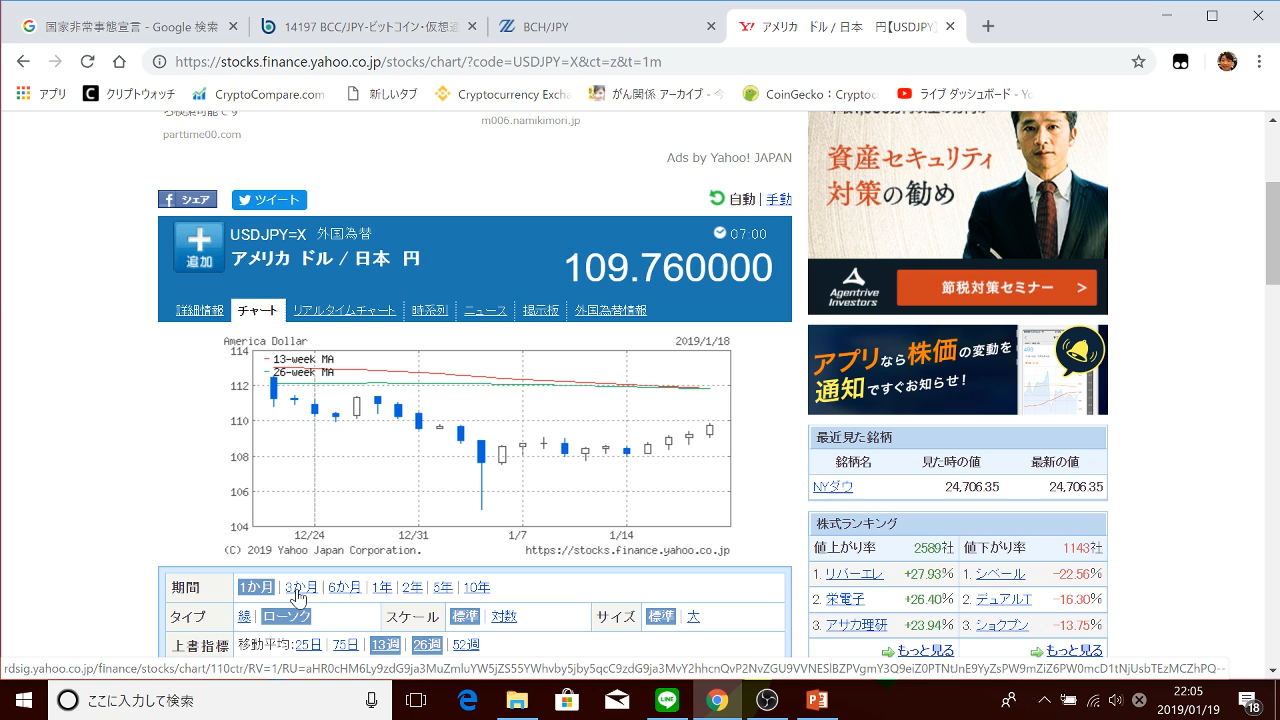 国家非常事態宣言 - Google 検索
14197 BCC/JPY-ビットコイン・仮想通
BCH/JPY
アメリカ ドル / 日本 円【USDJPY】
https://stocks.finance.yahoo.co.jp/stocks/chart/?code=USDJPY=X&ct=z&t=1m
アプリ
クリプトウォッチ
CryptoCompare.com
新しいタブ
Cryptocurrency Excha
がん関係 アーカイブ -
CoinGecko：Cryptoc
ライブ ダッシュボード - Yo
parttime00.com
m006.namikimori.jp
Ads by Yahoo! JAPAN
シェア
ツイート
自動 | 手動
追加
USDJPY=X 外国為替
07:00
アメリカ ドル / 日本 円
109.760000
詳細情報 チャート リアルタイムチャート 時系列 ニュース 掲示板 外国為替情報
America Dollar
2019/1/18
13-week MA
26-week MA
114
112
110
108
106
104
12/24 12/31 1/7 1/14
(C) 2019 Yahoo Japan Corporation.
https://stocks.finance.yahoo.co.jp
期間 1か月 | 3か月 | 6か月 | 1年 | 2年 | 5年 | 10年
タイプ 線 | ローソク スケール 標準 | 対数 サイズ 標準 | 大
上書指標 移動平均: 25日 | 75日 | 13週 | 26週 | 52週
資産セキュリティ
対策の勧め
Agentrive
Investors
節税対策セミナー >
アプリなら株価の変動を
通知ですぐお知らせ！
最近見た銘柄
銘柄名 見た時の値 最新の値
NYダウ 24,706.35 24,706.35
株式ランキング
値上がり率 2589社 値下がり率 1143社
1. リバーエレ +27.93% 1. シベール -22.56%
2. 栄電子 +26.40% 2. デュアルT -16.30%
3. アサカ理研 +23.94% 3. ショクブン -13.75%
もっと見る もっと見る
ここに入力して検索
22:05
2019/01/19
18